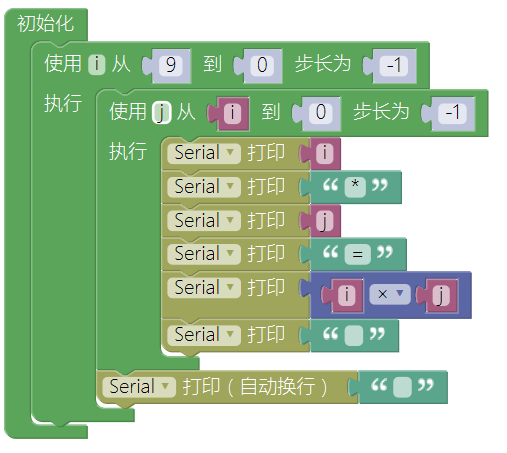 初始化
使用 i 从 9 到 0 步长为 -1
执行
使用 j 从 i 到 0 步长为 -1
执行
Serial 打印 i
Serial 打印 “ * ”
Serial 打印 j
Serial 打印 “ = ”
Serial 打印 i × j
Serial 打印 “ ”
Serial 打印（自动换行） “ ”